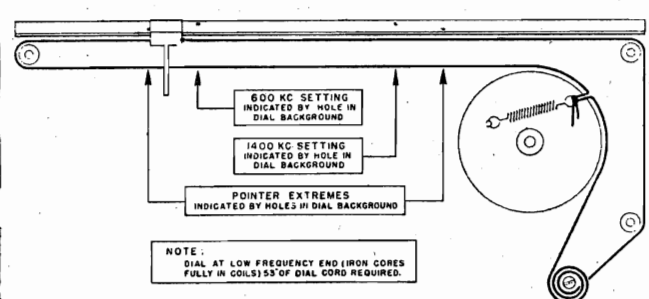 600 KC SETTING
INDICATED BY HOLE IN
DIAL BACKGROUND
1400 KC SETTING
INDICATED BY HOLE IN
DIAL BACKGROUND
POINTER EXTREMES
INDICATED BY HOLES IN DIAL BACKGROUND
NOTE:
DIAL AT LOW FREQUENCY END (IRON CORES
FULLY IN COILS) 53" OF DIAL CORD REQUIRED.